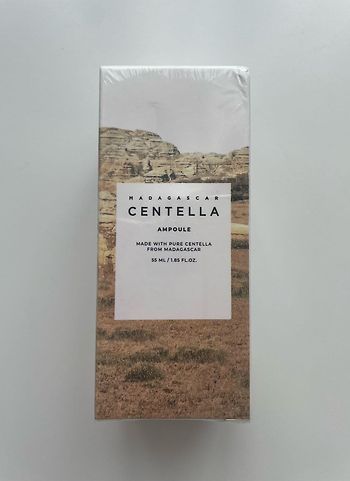 MADAGASCAR
CENTELLA
AMPOULE
MADE WITH PURE CENTELLA
FROM MADAGASCAR
55 ML / 1.85 FL.OZ.